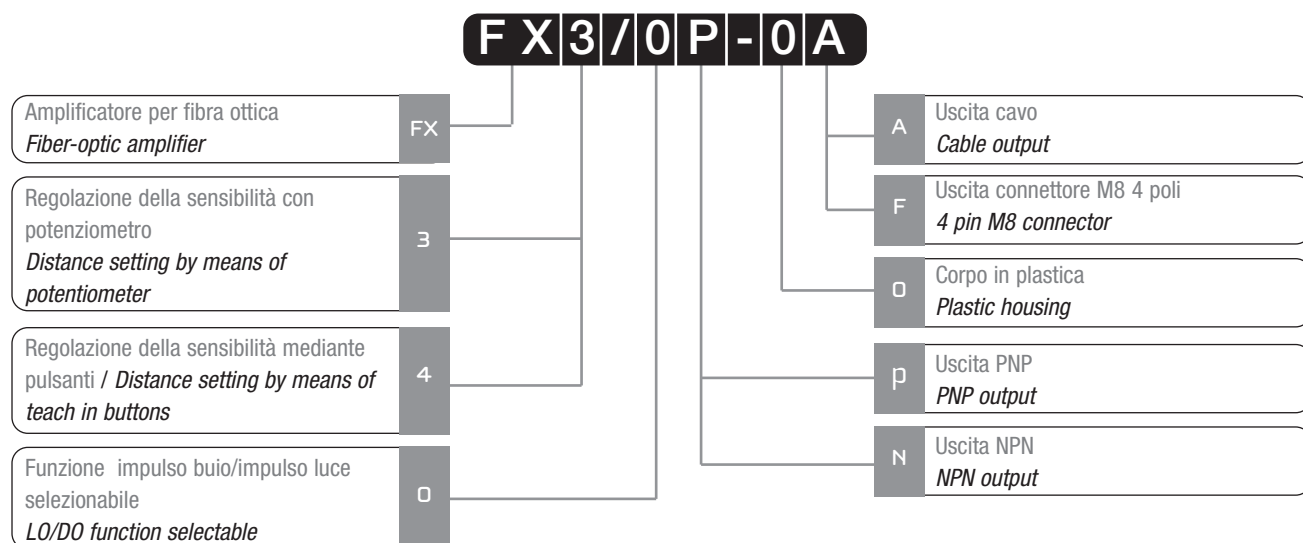 FX3/0P-0A
Amplificatore per fibra ottica
Fiber-optic amplifier
FX
Regolazione della sensibilità con
potenziometro
Distance setting by means of
potentiometer
3
Regolazione della sensibilità mediante
pulsanti / Distance setting by means of
teach in buttons
4
Funzione impulso buio/impulso luce
selezionabile
LO/DO function selectable
0
A
Uscita cavo
Cable output
F
Uscita connettore M8 4 poli
4 pin M8 connector
0
Corpo in plastica
Plastic housing
P
Uscita PNP
PNP output
N
Uscita NPN
NPN output